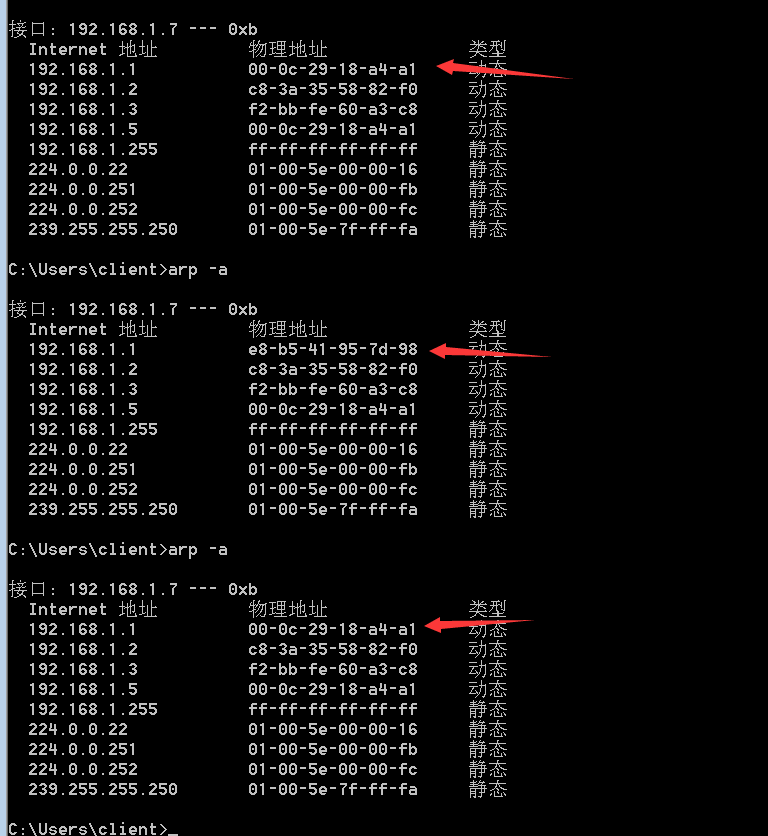 接口: 192.168.1.7 --- 0xb
Internet 地址 物理地址 类型
192.168.1.1 00-0c-29-18-a4-a1 动态
192.168.1.2 c8-3a-35-58-82-f0 动态
192.168.1.3 f2-bb-fe-60-a3-c8 动态
192.168.1.5 00-0c-29-18-a4-a1 动态
192.168.1.255 ff-ff-ff-ff-ff-ff 静态
224.0.0.22 01-00-5e-00-00-16 静态
224.0.0.251 01-00-5e-00-00-fb 静态
224.0.0.252 01-00-5e-00-00-fc 静态
239.255.255.250 01-00-5e-7f-ff-fa 静态
C:\Users\client>arp -a
接口: 192.168.1.7 --- 0xb
Internet 地址 物理地址 类型
192.168.1.1 e8-b5-41-95-7d-98 动态
192.168.1.2 c8-3a-35-58-82-f0 动态
192.168.1.3 f2-bb-fe-60-a3-c8 动态
192.168.1.5 00-0c-29-18-a4-a1 动态
192.168.1.255 ff-ff-ff-ff-ff-ff 静态
224.0.0.22 01-00-5e-00-00-16 静态
224.0.0.251 01-00-5e-00-00-fb 静态
224.0.0.252 01-00-5e-00-00-fc 静态
239.255.255.250 01-00-5e-7f-ff-fa 静态
C:\Users\client>arp -a
接口: 192.168.1.7 --- 0xb
Internet 地址 物理地址 类型
192.168.1.1 00-0c-29-18-a4-a1 动态
192.168.1.2 c8-3a-35-58-82-f0 动态
192.168.1.3 f2-bb-fe-60-a3-c8 动态
192.168.1.5 00-0c-29-18-a4-a1 动态
192.168.1.255 ff-ff-ff-ff-ff-ff 静态
224.0.0.22 01-00-5e-00-00-16 静态
224.0.0.251 01-00-5e-00-00-fb 静态
224.0.0.252 01-00-5e-00-00-fc 静态
239.255.255.250 01-00-5e-7f-ff-fa 静态
C:\Users\client>_